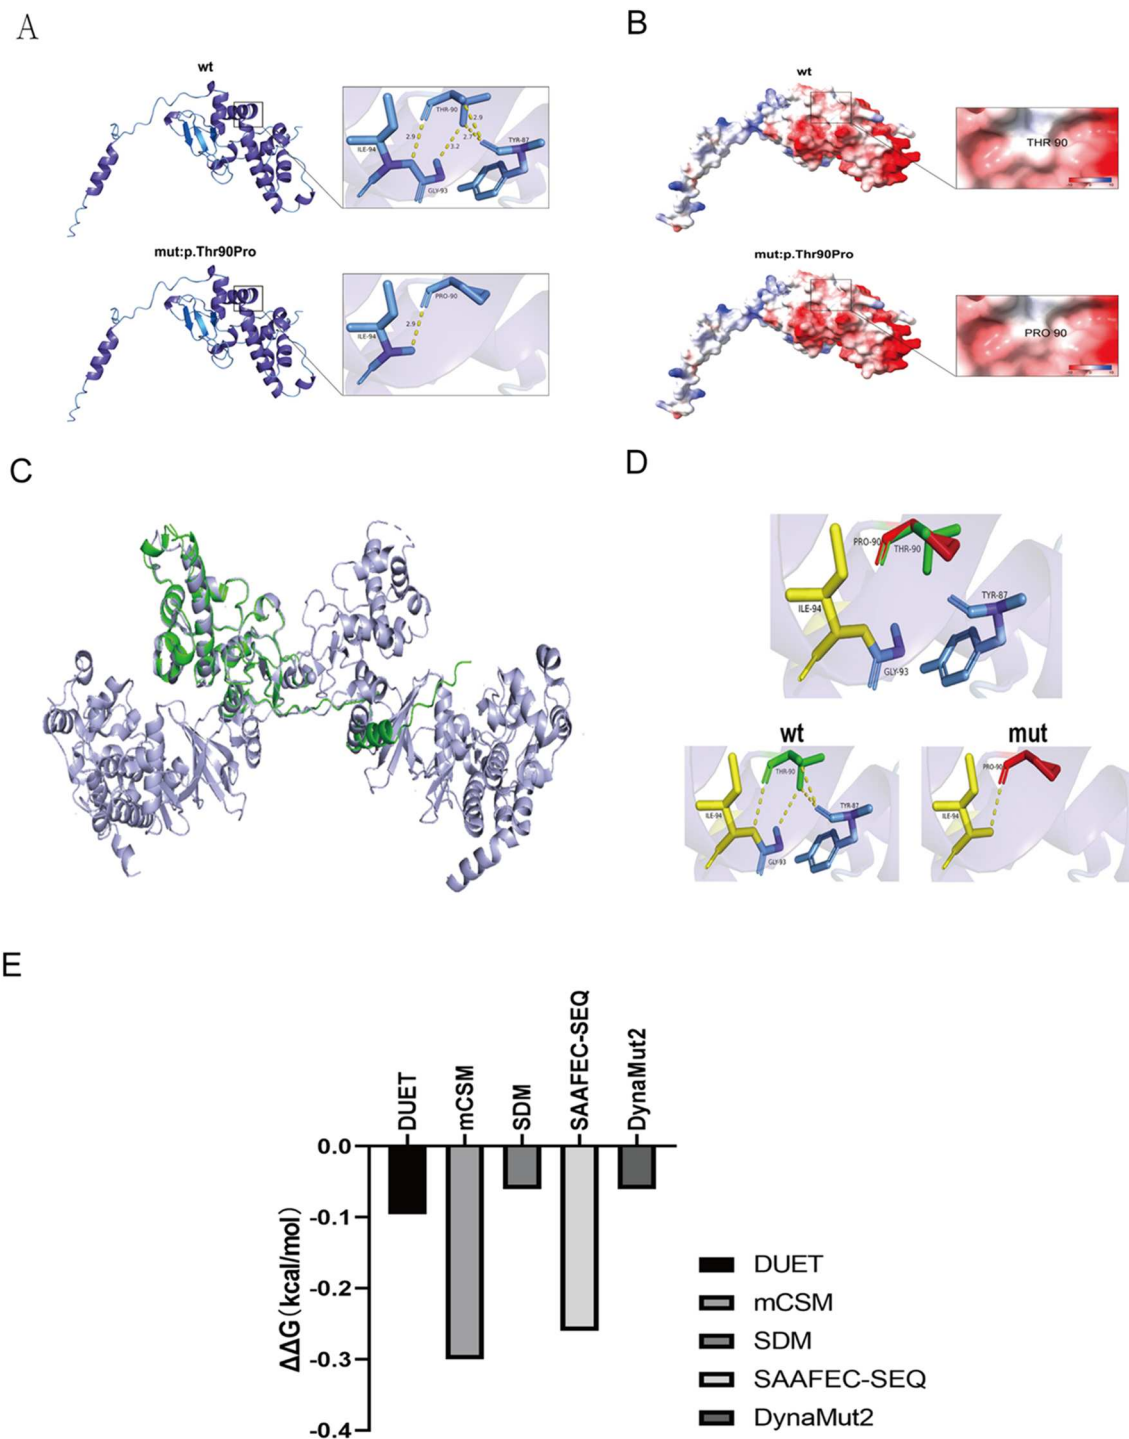 A
wt
THR-90
2.9
2.9
2.7
3.2
ILE-94
TYR-87
GLY-93
mut:p.Thr90Pro
PRO-90
2.9
ILE-94
B
wt
THR 90
mut:p.Thr90Pro
PRO 90
C
D
PRO-90
THR-90
ILE-94
TYR-87
GLY-93
wt
mut
THR-90
ILE-94
TYR-87
GLY-93
PRO-90
ILE-94
E
DUET
mCSM
SDM
SAAFEC-SEQ
DynaMut2
0.0
-0.1
-0.2
-0.3
-0.4
ΔΔG(kcal/mol)
DUET
mCSM
SDM
SAAFEC-SEQ
DynaMut2